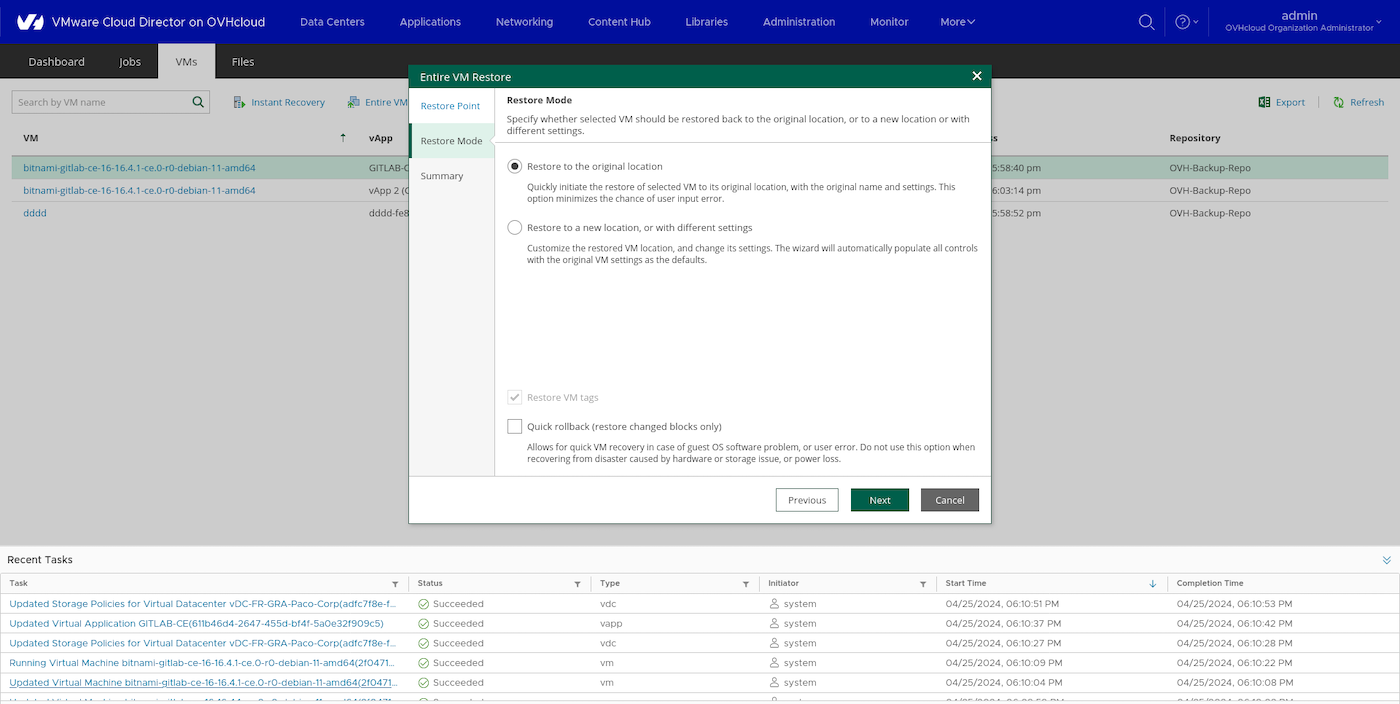 VMware Cloud Director on OVHcloud
Data Centers
Applications
Networking
Content Hub
Libraries
Administration
Monitor
More
admin
OVHcloud Organization Administrator
Dashboard
Jobs
VMs
Files
Search by VM name
Instant Recovery
Entire VM
Export
Refresh
VM
vApp
Repository
bitnami-gitlab-ce-16-16.4.1-ce.0-r0-debian-11-amd64
5:58:40 pm
OVH-Backup-Repo
bitnami-gitlab-ce-16-16.4.1-ce.0-r0-debian-11-amd64
vApp 2 (
6:03:14 pm
OVH-Backup-Repo
dddd
dddd-fe8
5:58:52 pm
OVH-Backup-Repo
Entire VM Restore
Restore Point
Restore Mode
Summary
Restore Mode
Specify whether selected VM should be restored back to the original location, or to a new location or with
different settings.
Restore to the original location
Quickly initiate the restore of selected VM to its original location, with the original name and settings. This
option minimizes the chance of user input error.
Restore to a new location, or with different settings
Customize the restored VM location, and change its settings. The wizard will automatically populate all controls
with the original VM settings as the defaults.
Restore VM tags
Quick rollback (restore changed blocks only)
Allows for quick VM recovery in case of guest OS software problem, or user error. Do not use this option when
recovering from disaster caused by hardware or storage issue, or power loss.
Previous
Next
Cancel
Recent Tasks
Task
Status
Type
Initiator
Start Time
Completion Time
Updated Storage Policies for Virtual Datacenter vDC-FR-GRA-Paco-Corp(adfc7f8e-f...
Succeeded
vdc
system
04/25/2024, 06:10:51 PM
04/25/2024, 06:10:53 PM
Updated Virtual Application GITLAB-CE(611b46d4-2647-455d-bf4f-5a0e32f909c5)
Succeeded
vapp
system
04/25/2024, 06:10:37 PM
04/25/2024, 06:10:42 PM
Updated Storage Policies for Virtual Datacenter vDC-FR-GRA-Paco-Corp(adfc7f8e-f...
Succeeded
vdc
system
04/25/2024, 06:10:27 PM
04/25/2024, 06:10:28 PM
Running Virtual Machine bitnami-gitlab-ce-16-16.4.1-ce.0-r0-debian-11-amd64(2f0471...
Succeeded
vm
system
04/25/2024, 06:10:09 PM
04/25/2024, 06:10:22 PM
Updated Virtual Machine bitnami-gitlab-ce-16-16.4.1-ce.0-r0-debian-11-amd64(2f0471...
Succeeded
vm
system
04/25/2024, 06:10:04 PM
04/25/2024, 06:10:08 PM